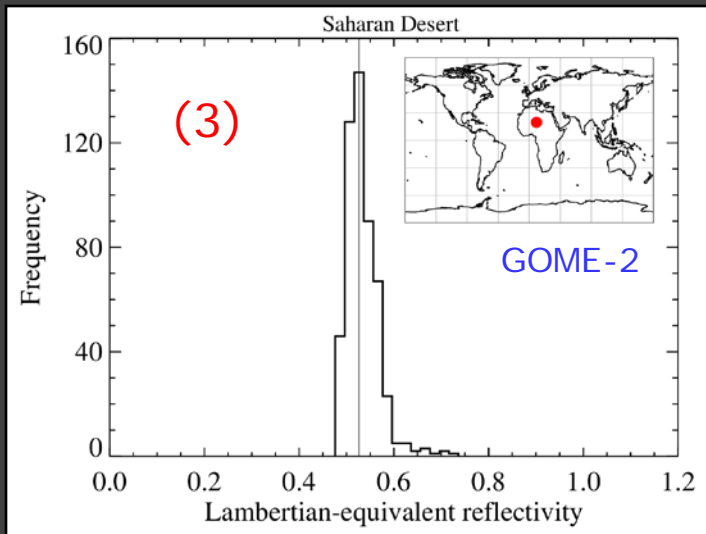 Saharan Desert
160
120
80
40
0
Frequency
(3)
GOME-2
0.0 0.2 0.4 0.6 0.8 1.0 1.2
Lambertian-equivalent reflectivity